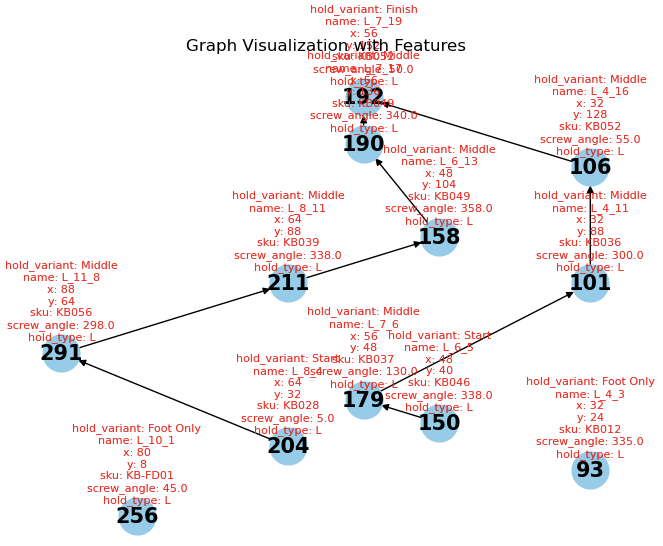 Graph Visualization with Features
hold_variant: Finish
name: L_7_19
x: 56
y: 152
screw_angle: 50.0
hold_type: L
192
hold_variant: Middle
name: L_7_17
x: 56
screw_angle: 340.0
hold_type: L
190
hold_variant: Middle
name: L_4_16
x: 32
y: 128
sku: KB052
screw_angle: 55.0
hold_type: L
106
hold_variant: Middle
name: L_6_13
x: 48
y: 104
sku: KB049
screw_angle: 358.0
hold_type: L
158
hold_variant: Middle
name: L_8_11
x: 64
y: 88
sku: KB039
screw_angle: 338.0
hold_type: L
211
hold_variant: Middle
name: L_4_11
x: 32
y: 88
sku: KB036
screw_angle: 300.0
hold_type: L
101
hold_variant: Middle
name: L_11_8
x: 88
y: 64
sku: KB056
screw_angle: 298.0
hold_type: L
291
hold_variant: Middle
name: L_7_6
x: 56
y: 48
sku: KB037
screw_angle: 130.0
hold_type: L
179
hold_variant: Start
name: L_6_5
x: 48
y: 40
sku: KB046
screw_angle: 338.0
hold_type: L
150
hold_variant: Start
name: L_8_4
x: 64
y: 32
sku: KB028
screw_angle: 5.0
hold_type: L
204
hold_variant: Foot Only
name: L_4_3
x: 32
y: 24
sku: KB012
screw_angle: 335.0
hold_type: L
93
hold_variant: Foot Only
name: L_10_1
x: 80
y: 8
sku: KB-FD01
screw_angle: 45.0
hold_type: L
256